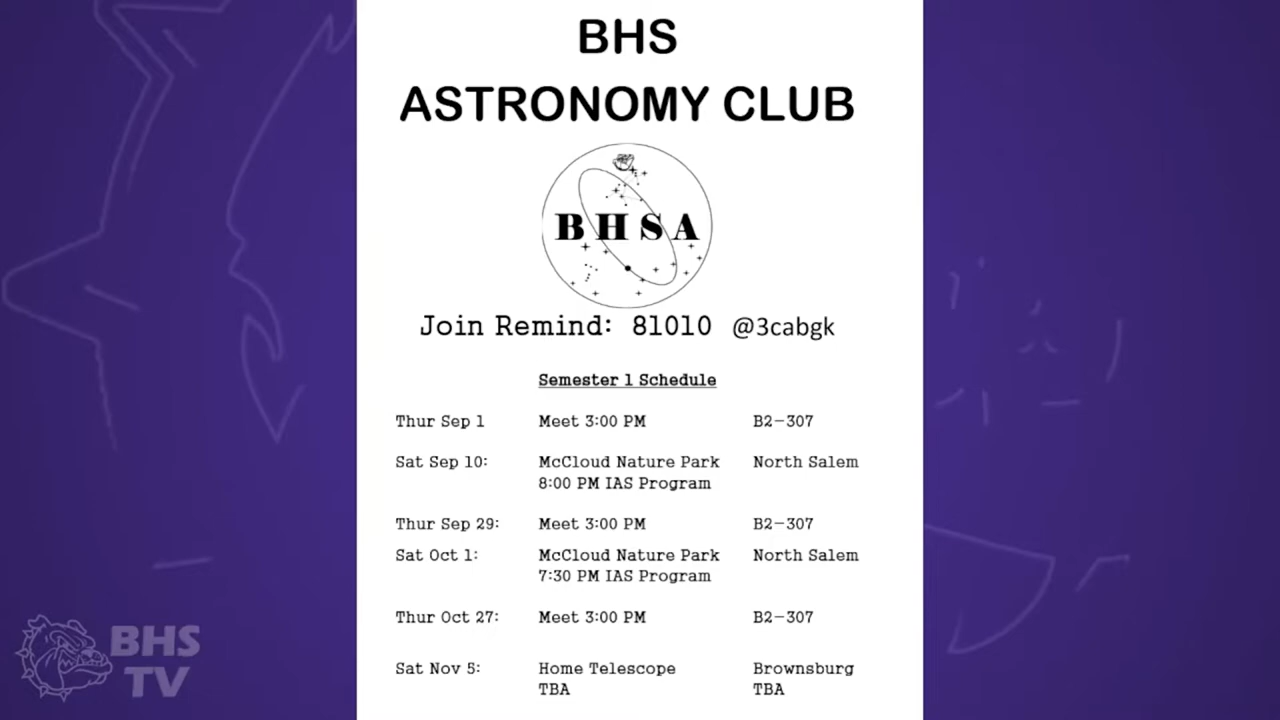 BHS
ASTRONOMY CLUB
BHSA
Join Remind: 81010 @3cabgk
Semester 1 Schedule
Thur Sep 1 Meet 3:00 PM B2-307
Sat Sep 10: McCloud Nature Park North Salem
8:00 PM IAS Program
Thur Sep 29: Meet 3:00 PM B2-307
Sat Oct 1: McCloud Nature Park North Salem
7:30 PM IAS Program
Thur Oct 27: Meet 3:00 PM B2-307
Sat Nov 5: Home Telescope Brownsburg
TBA TBA
BHS
TV